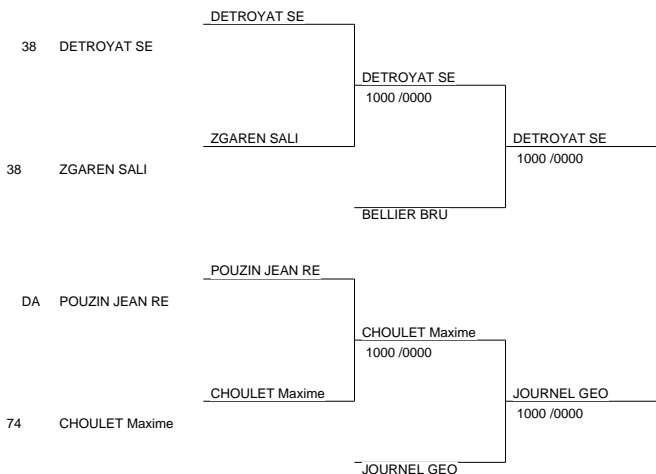 DETROYAT SE
38 DETROYAT SE
DETROYAT SE
1000 /0000
ZGAREN SALI
DETROYAT SE
1000 /0000
38 ZGAREN SALI
BELLIER BRU
POUZIN JEAN RE
DA POUZIN JEAN RE
CHOULET Maxime
1000 /0000
CHOULET Maxime
JOURNEL GEO
1000 /0000
74 CHOULET Maxime
JOURNEL GEO